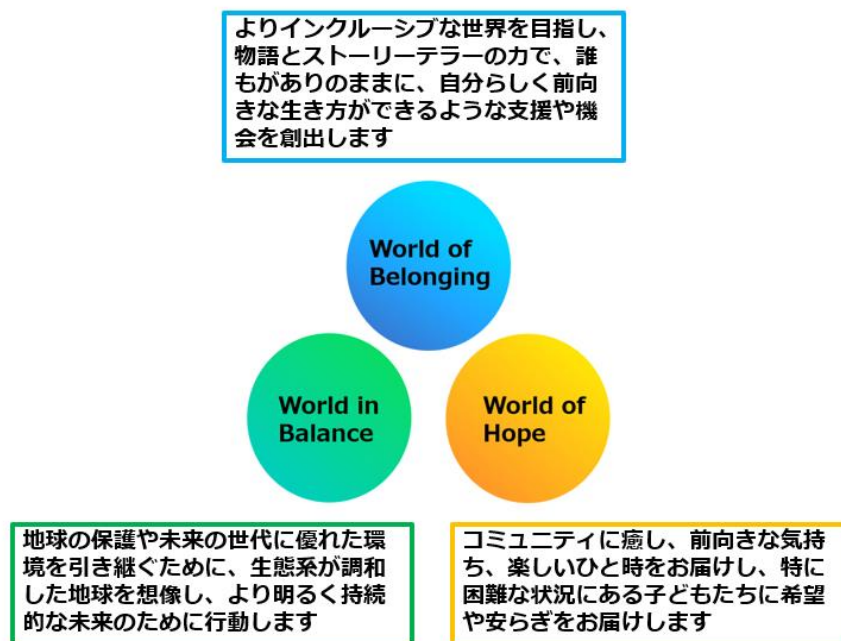 よりインクルーシブな世界を目指し、
物語とストーリーテラーの力で、誰
もがありのままに、自分らしく前向
きな生き方ができるような支援や機
会を創出します
World of
Belonging
World in
Balance
World of
Hope
地球の保護や未来の世代に優れた環
境を引き継ぐために、生態系が調和
した地球を想像し、より明るく持続
的な未来のために行動します
コミュニティに癒し、前向きな気持
ち、楽しいひと時をお届けし、特に
困難な状況にある子どもたちに希望
や安らぎをお届けします